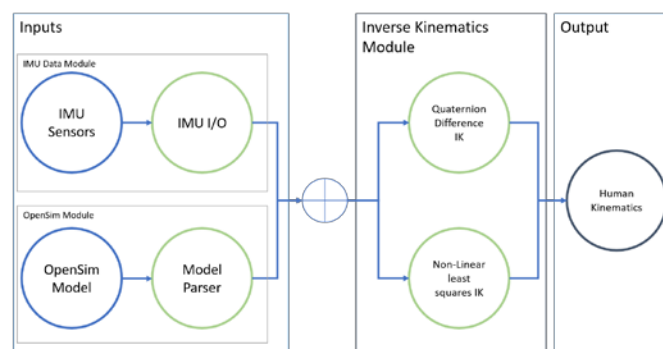 Inputs
IMU Data Module
IMU
Sensors
IMU I/O
OpenSim Module
OpenSim
Model
Model
Parser
Inverse Kinematics
Module
Quaternion
Difference
IK
Non-Linear
least
squares IK
Output
Human
Kinematics